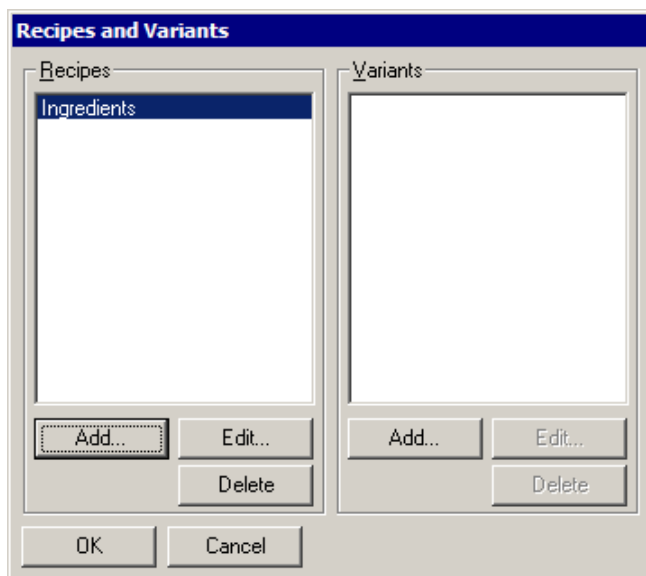 Recipes and Variants
Recipes
Variants
Ingredients
Add...
Edit...
Add...
Edit...
Delete
Delete
OK
Cancel